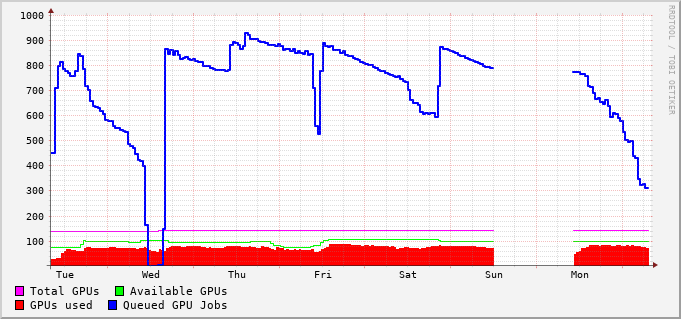 1000
900
800
700
600
500
400
300
200
100
Tue Wed Thu Fri Sat Sun Mon
Total GPUs Available GPUs
GPUs used Queued GPU Jobs
RRDTOOL / TOBI OETIKER